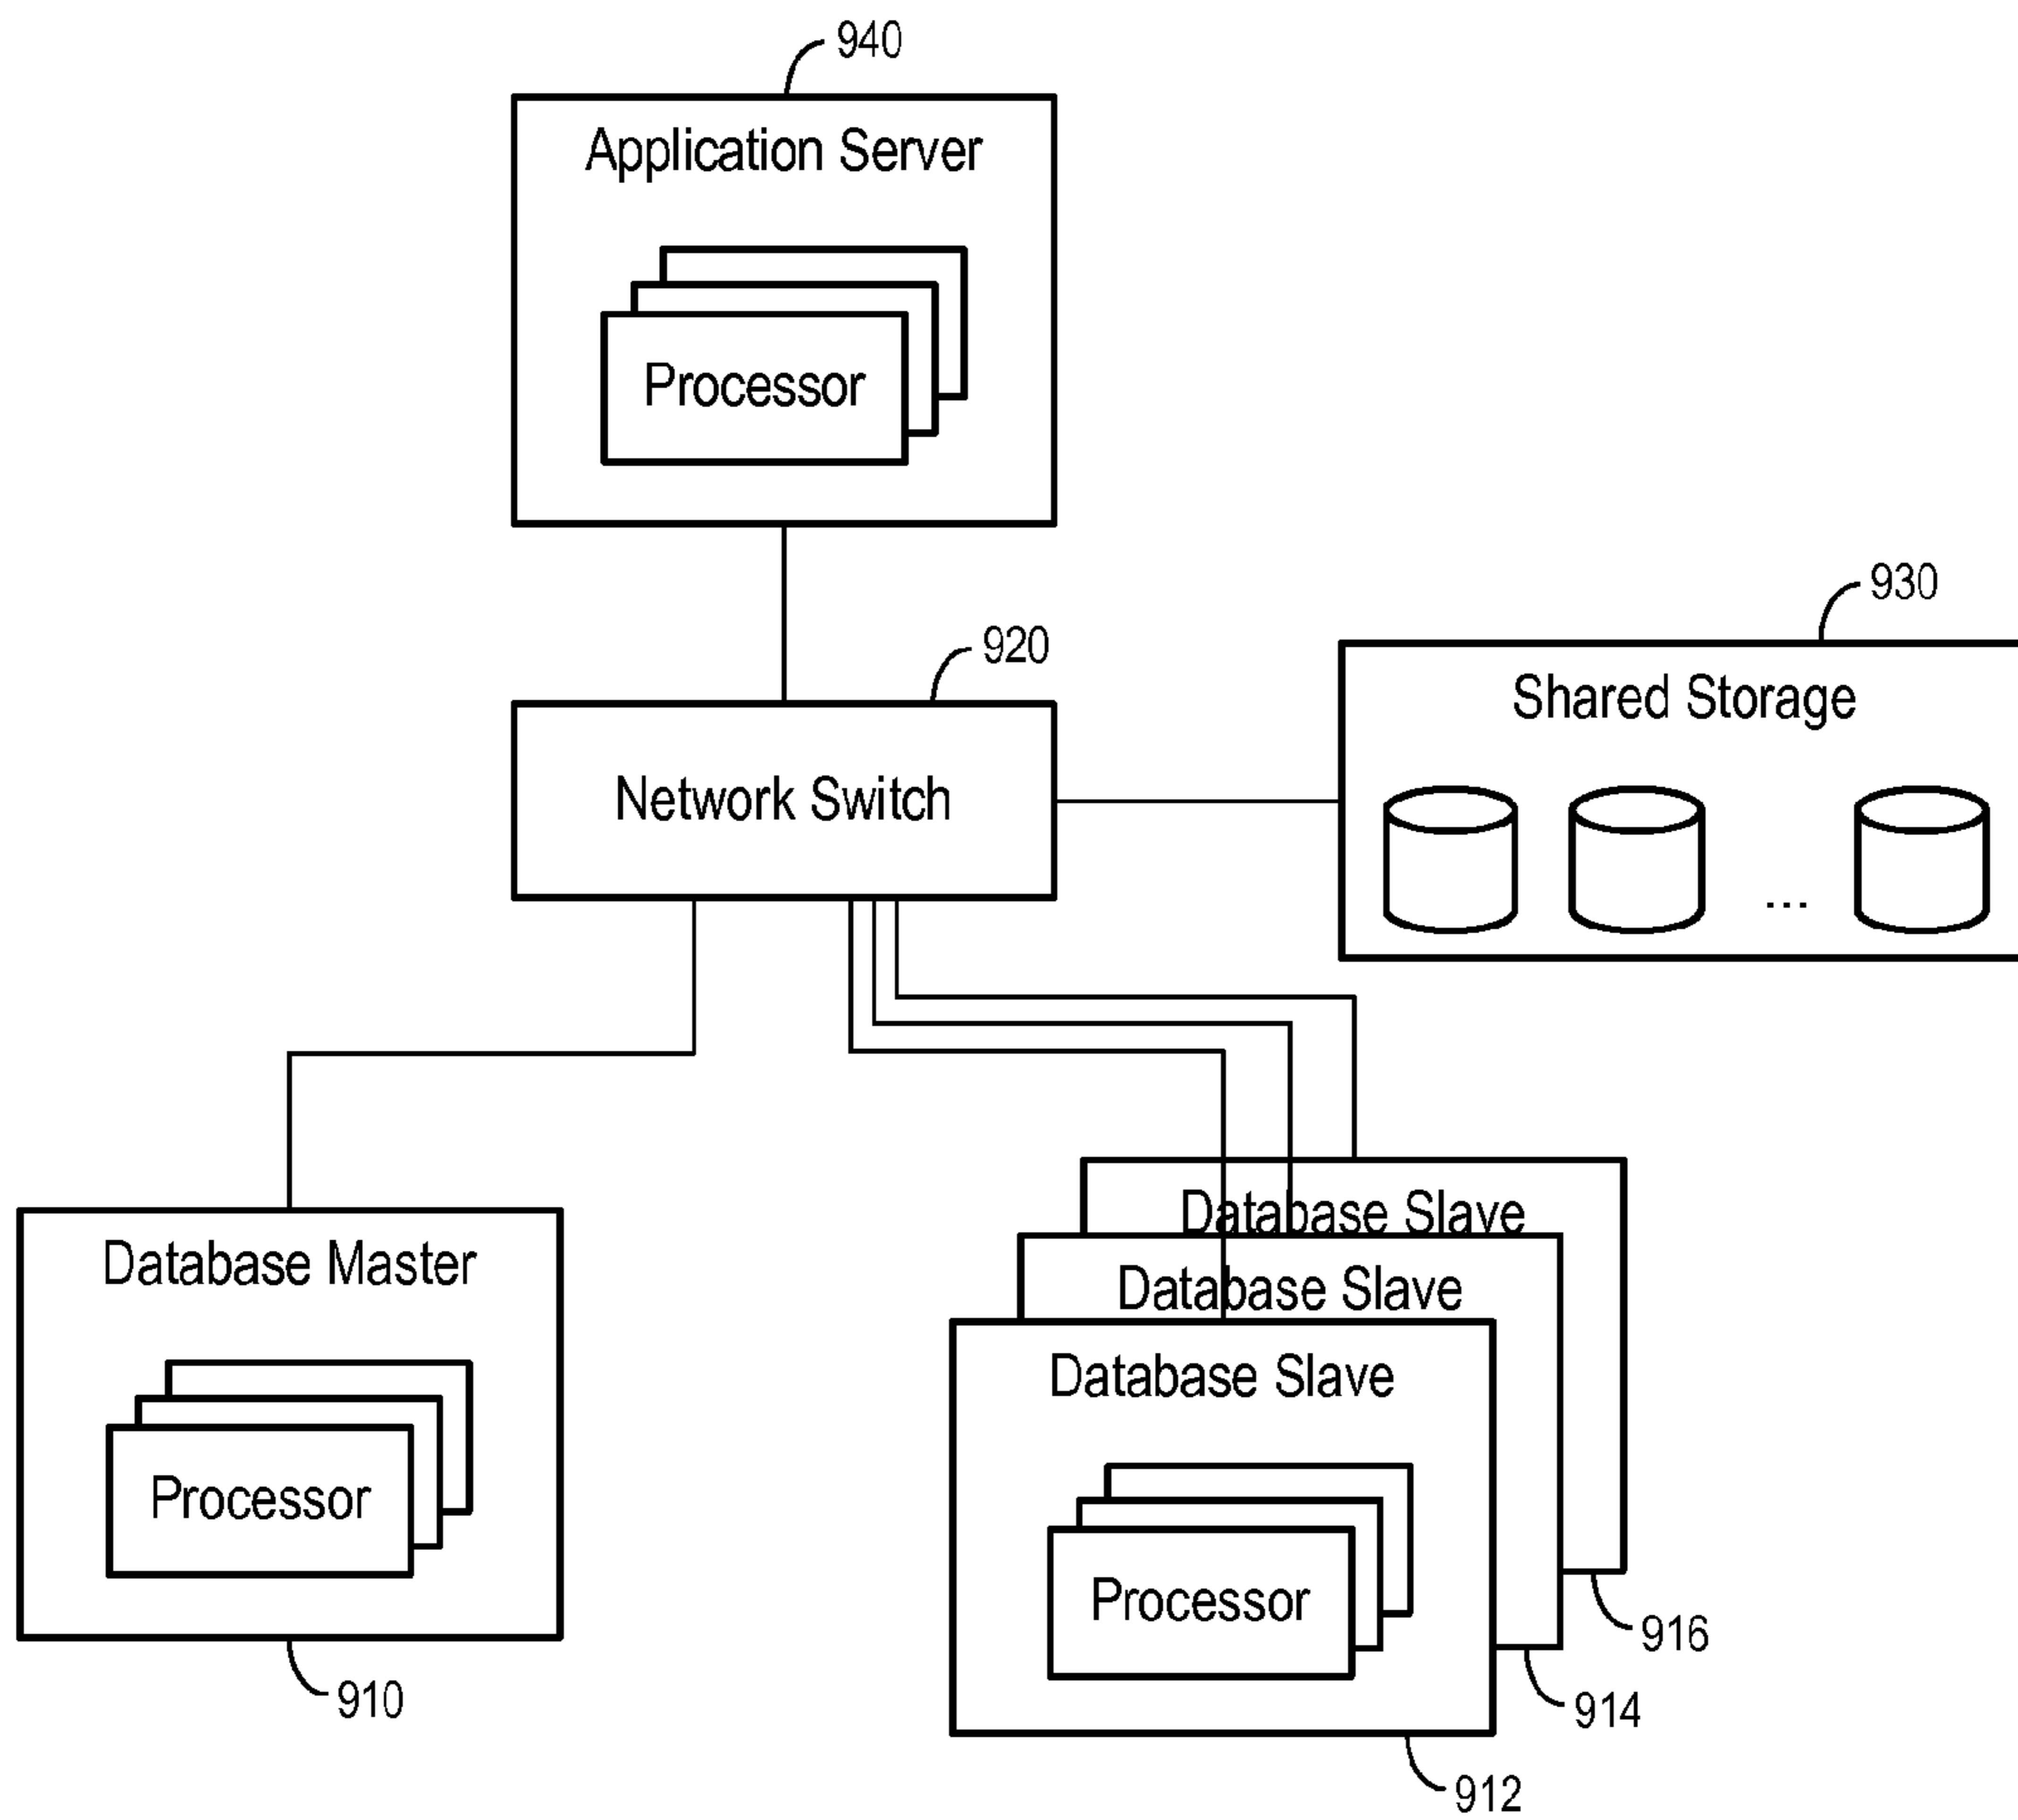 940
Application Server
Processor
930
920
Shared Storage
Network Switch
...
Database Slave
Database Master
Database Slave
Database Slave
Processor
Processor
916
910
914
912